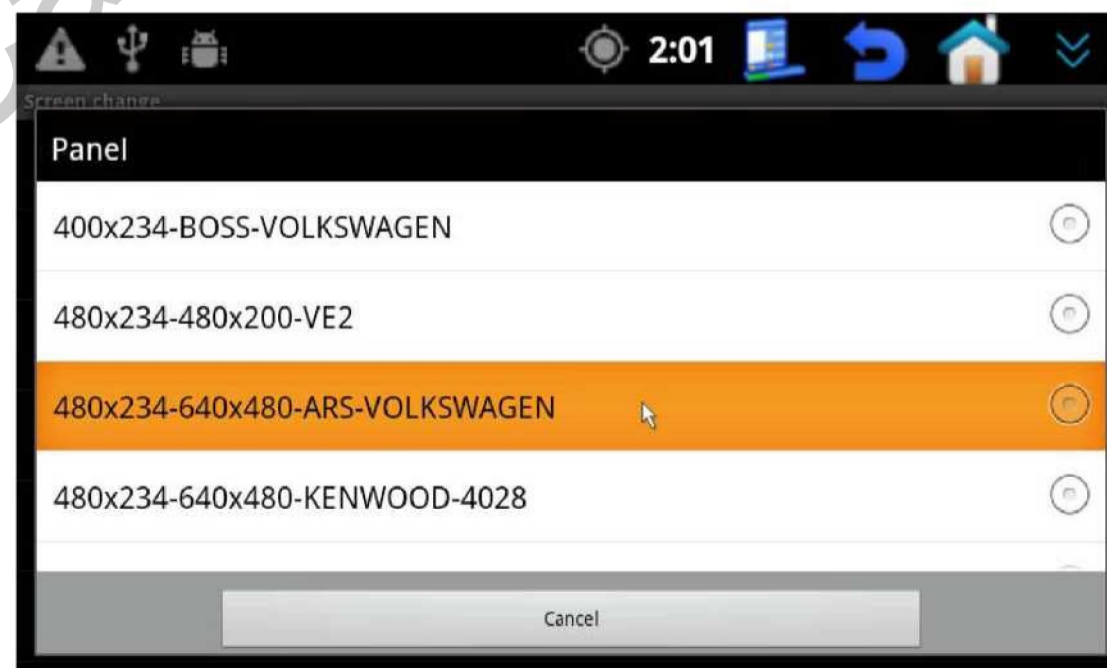 2:01
Screen change
Panel
400x234-BOSS-VOLKSWAGEN
480x234-480x200-VE2
480x234-640x480-ARS-VOLKSWAGEN
480x234-640x480-KENWOOD-4028
Cancel